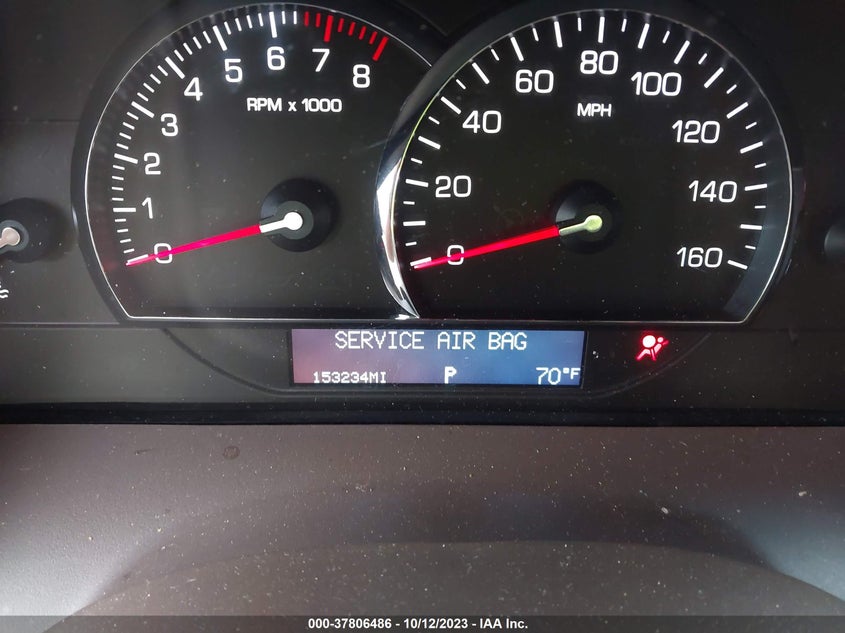 0 1 2 3 4 5 6 7 8
RPM x 1000
0 20 40 60 80 100 120 140 160
MPH
SERVICE AIR BAG
153234MI P 70°F
000-37806486 - 10/12/2023 - IAA Inc.